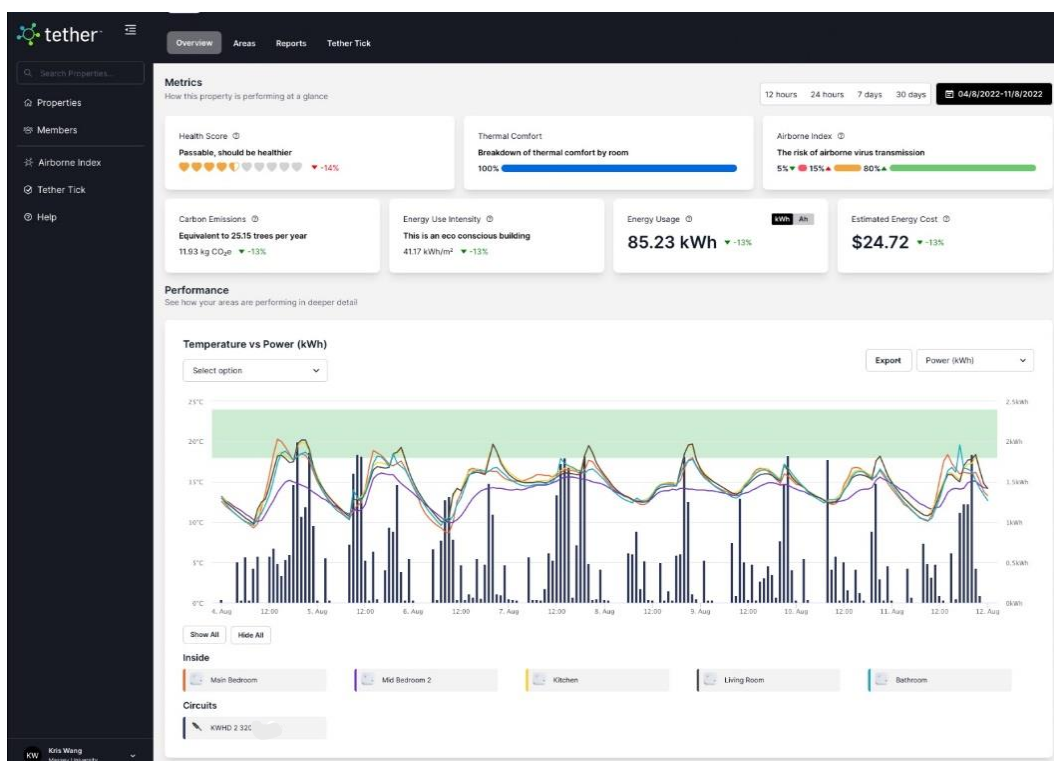 tether
Search Properties...
Properties
Members
Airborne Index
Tether Tick
Help
Kris Wang
KW
Massey University
Overview Areas Reports Tether Tick
Metrics
How this property is performing at a glance
12 hours 24 hours 7 days 30 days 04/8/2022-11/8/2022
Health Score
Passable, should be healthier
-14%
Thermal Comfort
Breakdown of thermal comfort by room
100%
Airborne Index
The risk of airborne virus transmission
5% 15% 80%
Carbon Emissions
Equivalent to 25.15 trees per year
11.93 kg CO₂e -13%
Energy Use Intensity
This is an eco conscious building
41.17 kWh/m² -13%
Energy Usage kWh Ah
85.23 kWh -13%
Estimated Energy Cost
$24.72 -13%
Performance
See how your areas are performing in deeper detail
Temperature vs Power (kWh)
Select option
Export Power (kWh)
25°C 2.5kWh
20°C 2kWh
15°C 1.5kWh
10°C 1kWh
5°C 0.5kWh
0°C 0kWh
4. Aug 12:00 5. Aug 12:00 6. Aug 12:00 7. Aug 12:00 8. Aug 12:00 9. Aug 12:00 10. Aug 12:00 11. Aug 12:00 12. Aug
Show All Hide All
Inside
Main Bedroom Mid Bedroom 2 Kitchen Living Room Bathroom
Circuits
KWHD 2 320